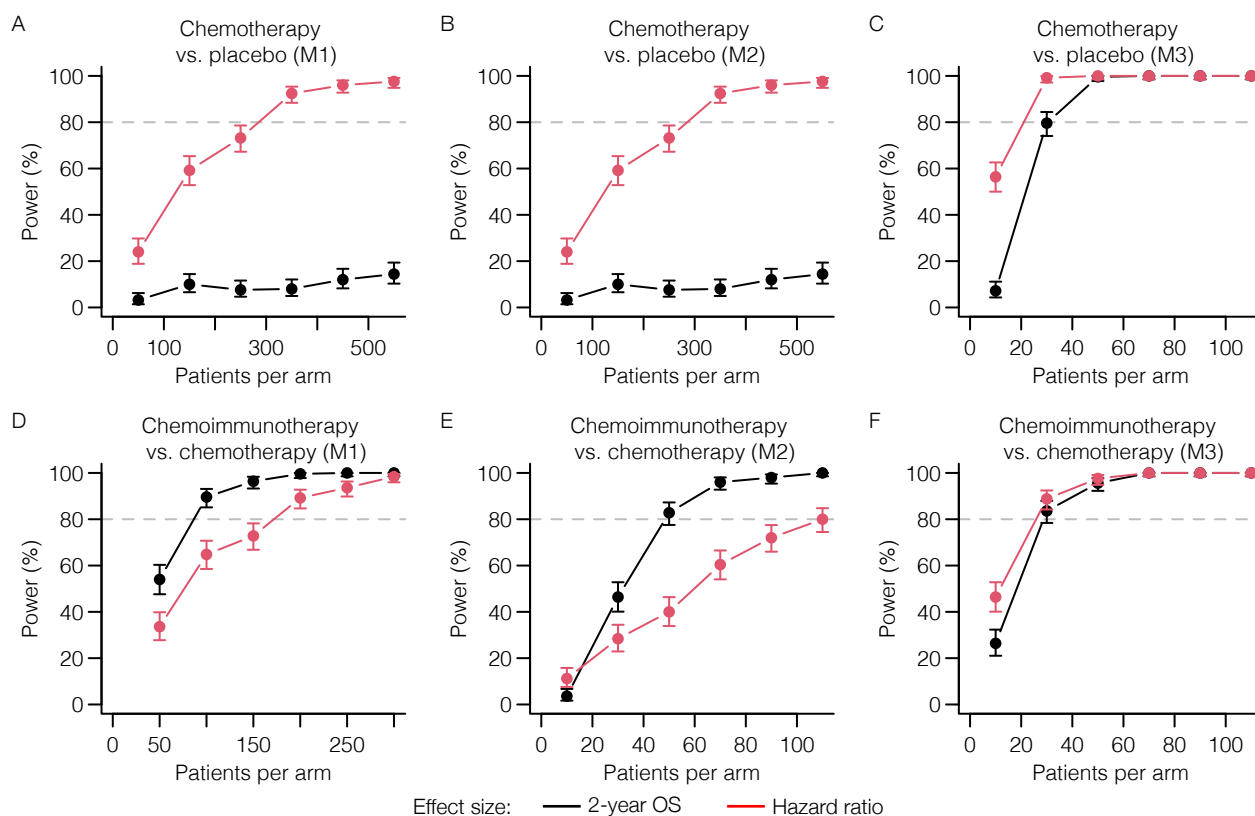 A
Chemotherapy
vs. placebo (M1)
Power (%)
100
80
60
40
20
0
0 100 300 500
Patients per arm
B
Chemotherapy
vs. placebo (M2)
Power (%)
100
80
60
40
20
0
0 100 300 500
Patients per arm
C
Chemotherapy
vs. placebo (M3)
Power (%)
100
80
60
40
20
0
0 20 40 60 80 100
Patients per arm
D
Chemoimmunotherapy
vs. chemotherapy (M1)
Power (%)
100
80
60
40
20
0
0 50 150 250
Patients per arm
E
Chemoimmunotherapy
vs. chemotherapy (M2)
Power (%)
100
80
60
40
20
0
0 20 40 60 80 100
Patients per arm
F
Chemoimmunotherapy
vs. chemotherapy (M3)
Power (%)
100
80
60
40
20
0
0 20 40 60 80 100
Patients per arm
Effect size: 2-year OS Hazard ratio